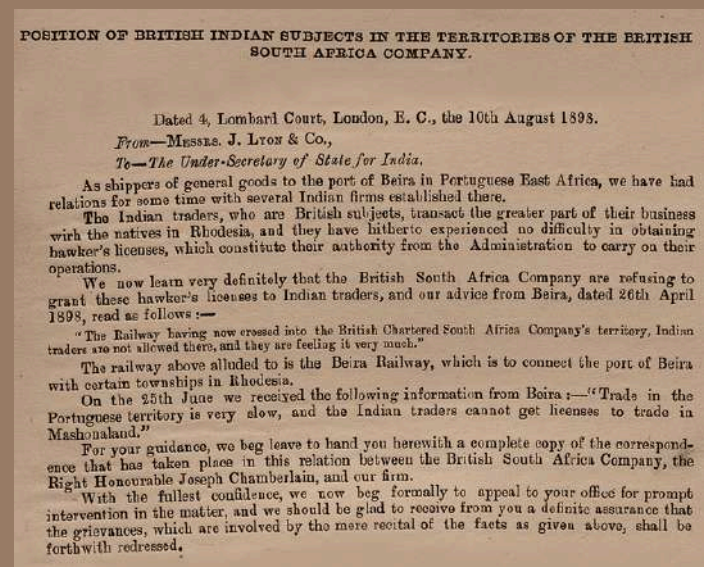 POSITION OF BRITISH INDIAN SUBJECTS IN THE TERRITORIES OF THE BRITISH
SOUTH AFRICA COMPANY.
Dated 4, Lombard Court, London, E. C., the 10th August 1898.
From—MESSRS. J. LYON & Co.,
To—The Under-Secretary of State for India.
As shippers of general goods to the port of Beira in Portuguese East Africa, we have had
relations for some time with several Indian firms established there.
The Indian traders, who are British subjects, transact the greater part of their business
wirh the natives in Rhodesia, and they have hitherto experienced no difficulty in obtaining
hawker's licenses, which constitute their authority from the Administration to carry on their
operations.
We now learn very definitely that the British South Africa Company are refusing to
grant these hawker's licenses to Indian traders, and our advice from Beira, dated 26th April
1898, read as follows :—
"The Railway having now crossed into the British Chartered South Africa Company's territory, Indian
traders are not allowed there, and they are feeling it very much."
The railway above alluded to is the Beira Railway, which is to connect the port of Beira
with certain townships in Rhodesia.
On the 25th June we received the following information from Beira :—"Trade in the
Portuguese territory is very slow, and the Indian traders cannot get licenses to trade in
Mashonaland."
For your guidance, we beg leave to hand you herewith a complete copy of the correspond-
ence that has taken place in this relation between the British South Africa Company, the
Right Honourable Joseph Chamberlain, and our firm.
With the fullest confidence, we now beg formally to appeal to your office for prompt
intervention in the matter, and we should be glad to receive from you a definite assurance that
the grievances, which are involved by the mere recital of the facts as given above, shall be
forthwith redressed.